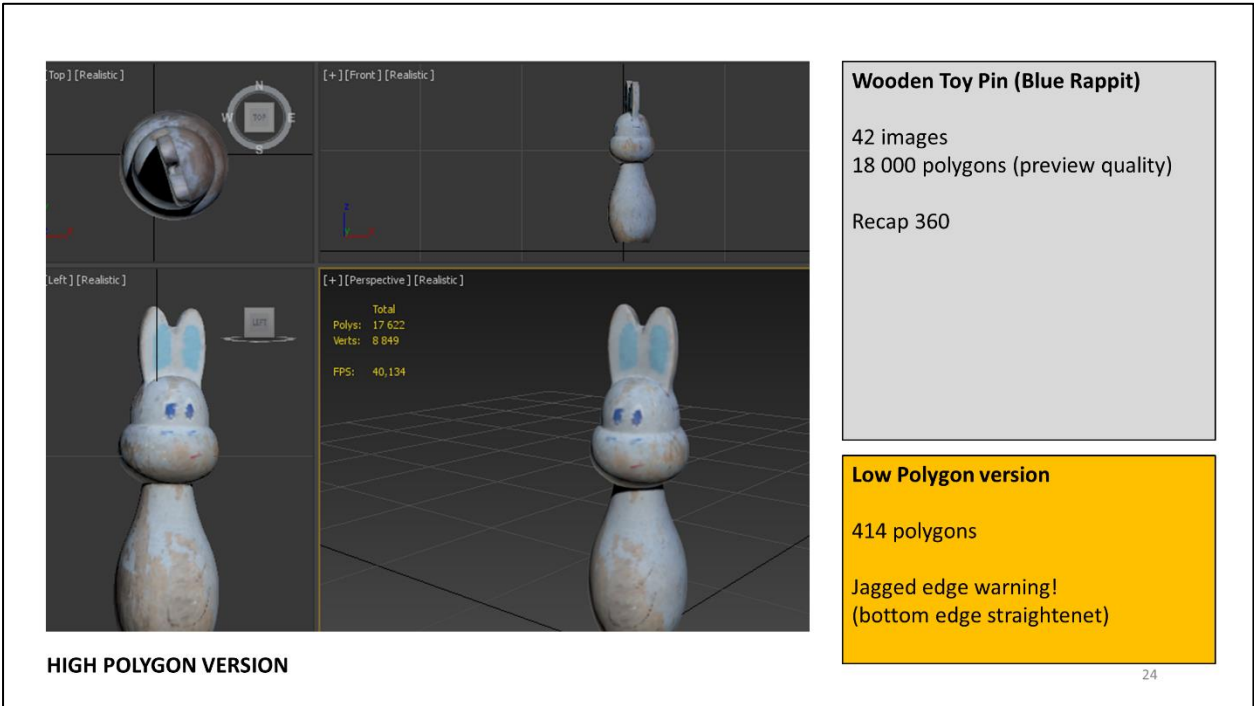 [Top ] [Realistic ]
N
W TOP E
S
[+] [Front ] [Realistic ]
z
[Left ] [Realistic ]
LEFT
[+] [Perspective ] [Realistic ]
Total
Polys: 17 622
Verts: 8 849
FPS: 40,134
HIGH POLYGON VERSION
Wooden Toy Pin (Blue Rappit)
42 images
18 000 polygons (preview quality)
Recap 360
Low Polygon version
414 polygons
Jagged edge warning!
(bottom edge straightenet)
24